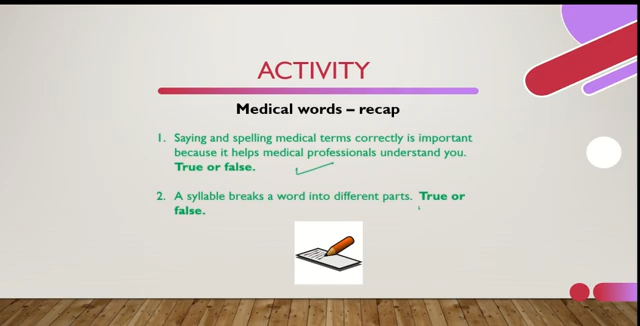 ACTIVITY
Medical words – recap
1. Saying and spelling medical terms correctly is important
because it helps medical professionals understand you.
True or false.
2. A syllable breaks a word into different parts. True or
false.